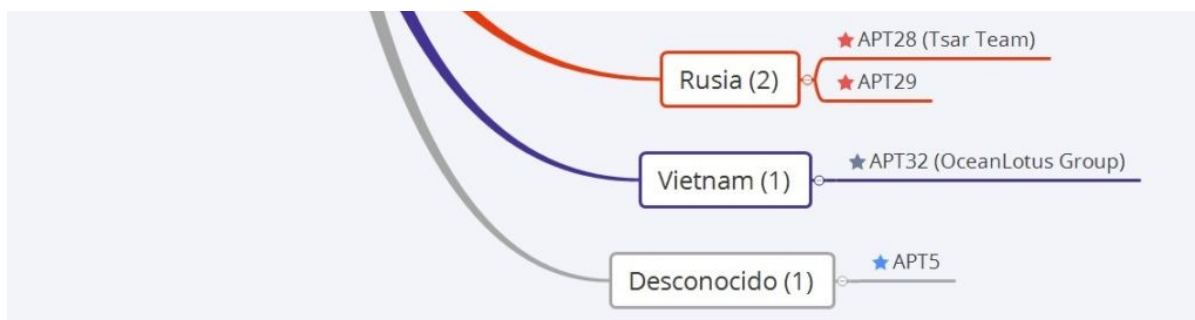 Rusia (2)
APT28 (Tsar Team)
APT29
Vietnam (1)
APT32 (OceanLotus Group)
Desconocido (1)
APT5